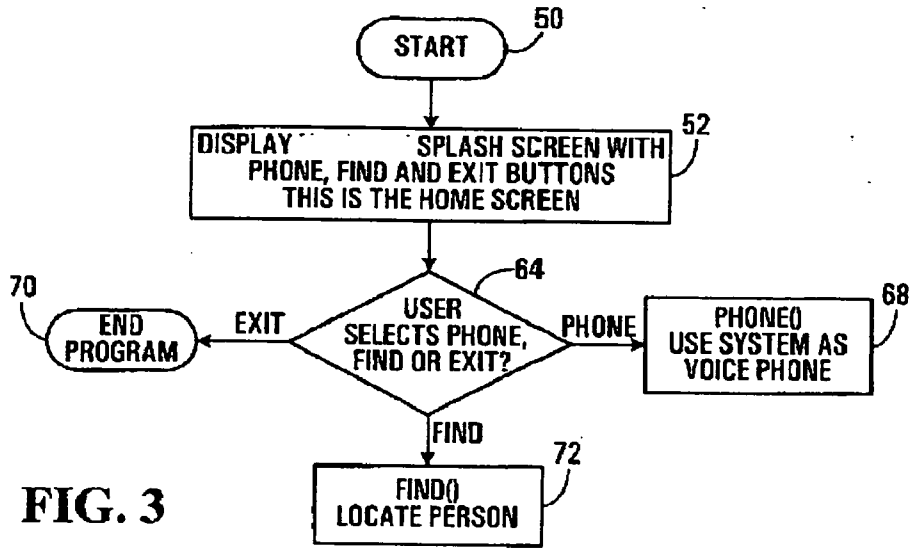 50
START
52
DISPLAY SPLASH SCREEN WITH
PHONE, FIND AND EXIT BUTTONS
THIS IS THE HOME SCREEN
64
70
END
PROGRAM
EXIT
USER
SELECTS PHONE,
FIND OR EXIT?
PHONE
68
PHONE()
USE SYSTEM AS
VOICE PHONE
FIND
72
FIND()
LOCATE PERSON
FIG. 3